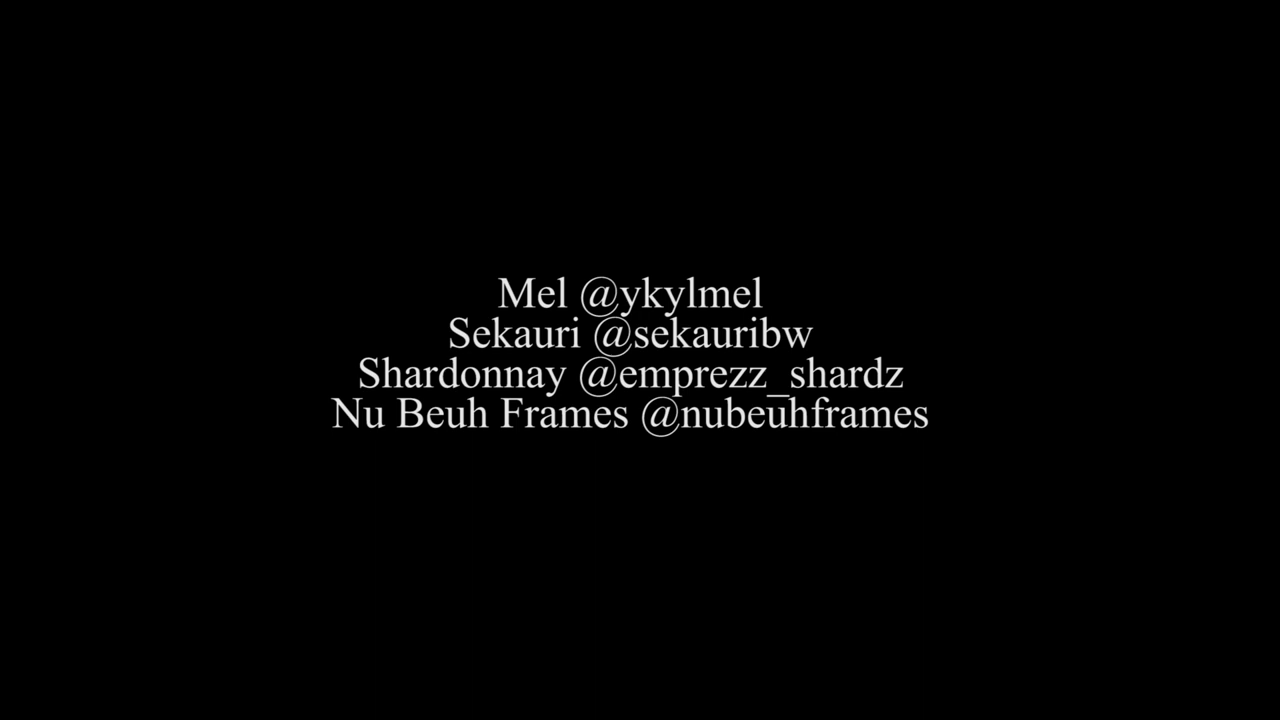 Mel @ykylmel
Sekauri @sekauribw
Shardonnay @emprezz_shardz
Nu Beuh Frames @nubeuhframes